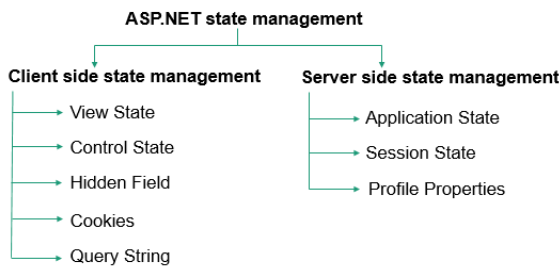 ASP.NET state management
Client side state management
View State
Control State
Hidden Field
Cookies
Query String
Server side state management
Application State
Session State
Profile Properties